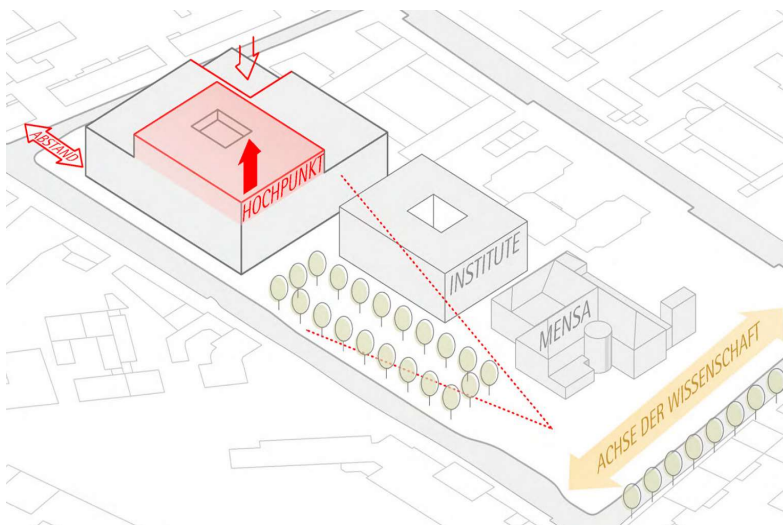 ABSTAND
HOCHPUNKT
INSTITUTE
MENSA
ACHSE DER WISSENSCHAFT